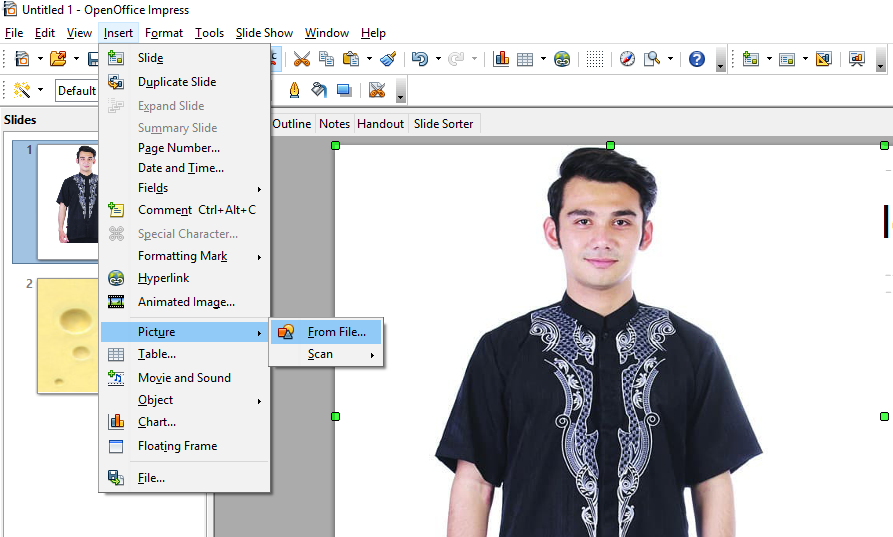 Untitled 1 - OpenOffice Impress
File Edit View Insert Format Tools Slide Show Window Help
Default
Slides
Outline Notes Handout Slide Sorter
1
2
Slide
Duplicate Slide
Expand Slide
Summary Slide
Page Number...
Date and Time...
Fields
Comment Ctrl+Alt+C
Special Character...
Formatting Mark
Hyperlink
Animated Image...
Picture
From File...
Scan
Table...
Movie and Sound
Object
Chart...
Floating Frame
File...